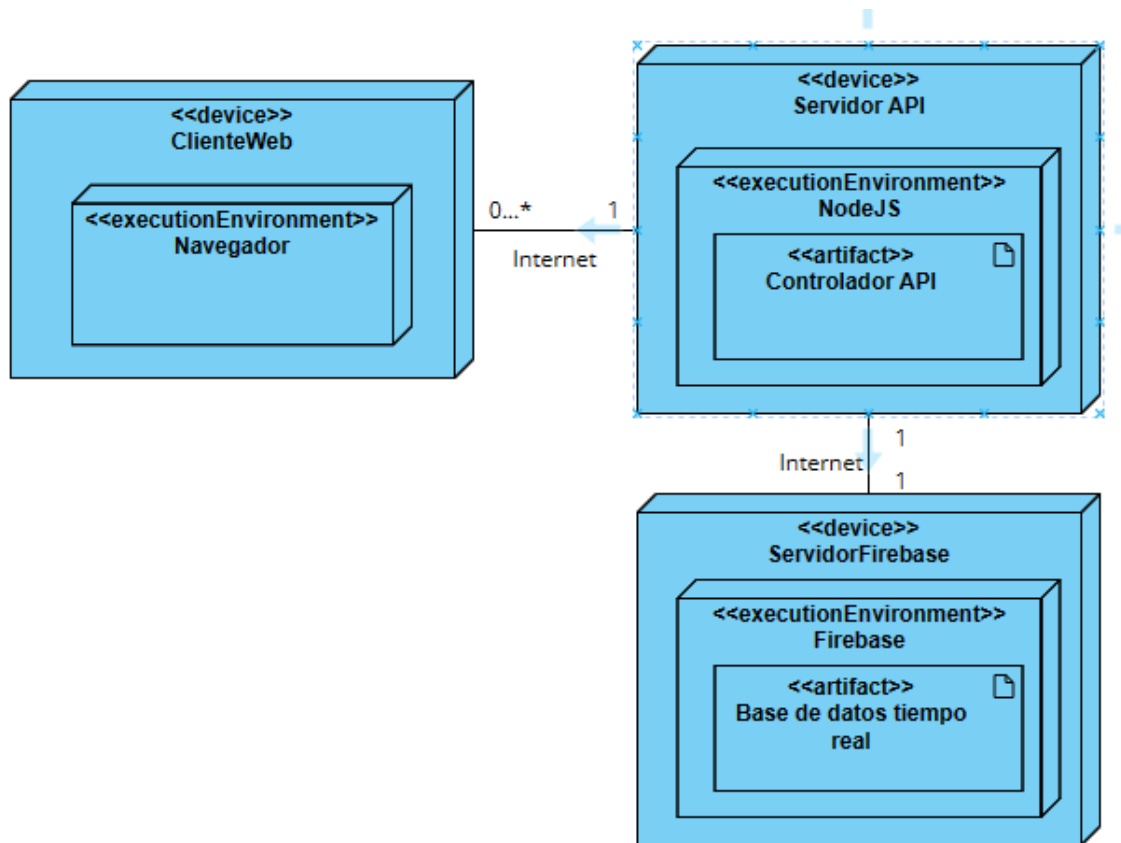 <<device>>
ClienteWeb
<<executionEnvironment>>
Navegador
0...*
1
Internet
<<device>>
Servidor API
<<executionEnvironment>>
NodeJS
<<artifact>>
Controlador API
1
Internet
1
<<device>>
ServidorFirebase
<<executionEnvironment>>
Firebase
<<artifact>>
Base de datos tiempo
real